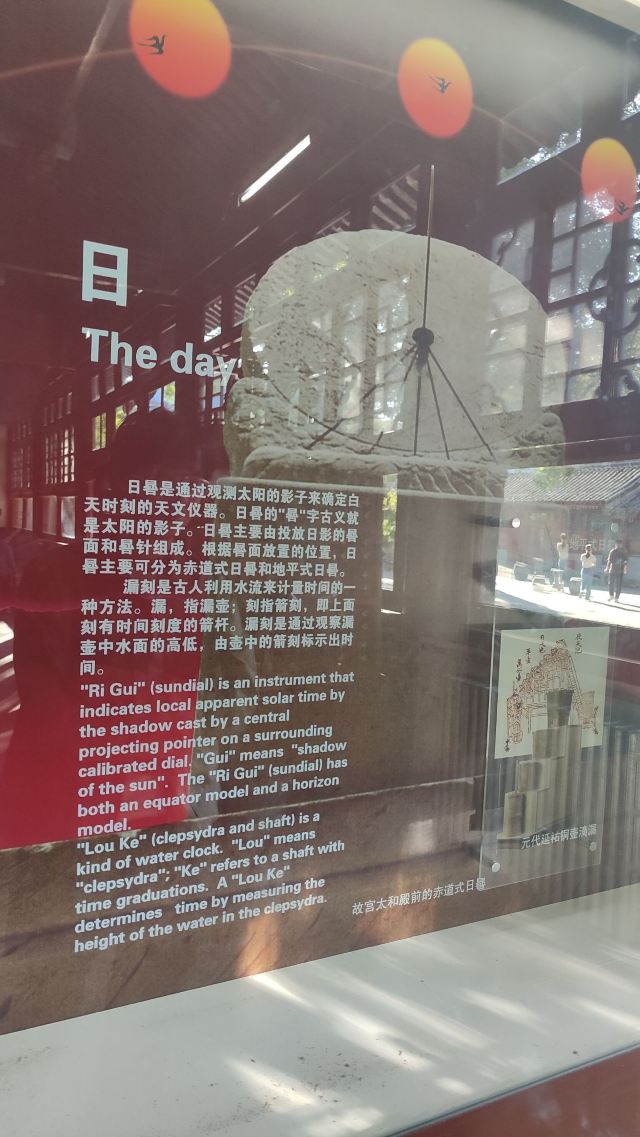 日
The day
日晷是通过观测太阳的影子来确定白
天时刻的天文仪器。日晷的"晷"字古义就
是太阳的影子。日晷主要由投放日影的晷
面和晷针组成。根据晷面放置的位置，日
晷主要可分为赤道式日晷和地平式日晷。
漏刻是古人利用水流来计量时间的一
种方法。漏，指漏壶；刻指箭刻，即上面
刻有时间刻度的箭杆。漏刻是通过观察漏
壶中水面的高低，由壶中的箭刻标示出时
间。
"Ri Gui" (sundial) is an instrument that
indicates local apparent solar time by
the shadow cast by a central
projecting pointer on a surrounding
calibrated dial. "Gui" means "shadow
of the sun". The "Ri Gui" (sundial) has
both an equator model and a horizon
model.
"Lou Ke" (clepsydra and shaft) is a
kind of water clock. "Lou" means
"clepsydra"; "Ke" refers to a shaft with
time graduations. A "Lou Ke"
determines time by measuring the
height of the water in the clepsydra.
元代延祐铜壶滴漏
故宫太和殿前的赤道式日晷